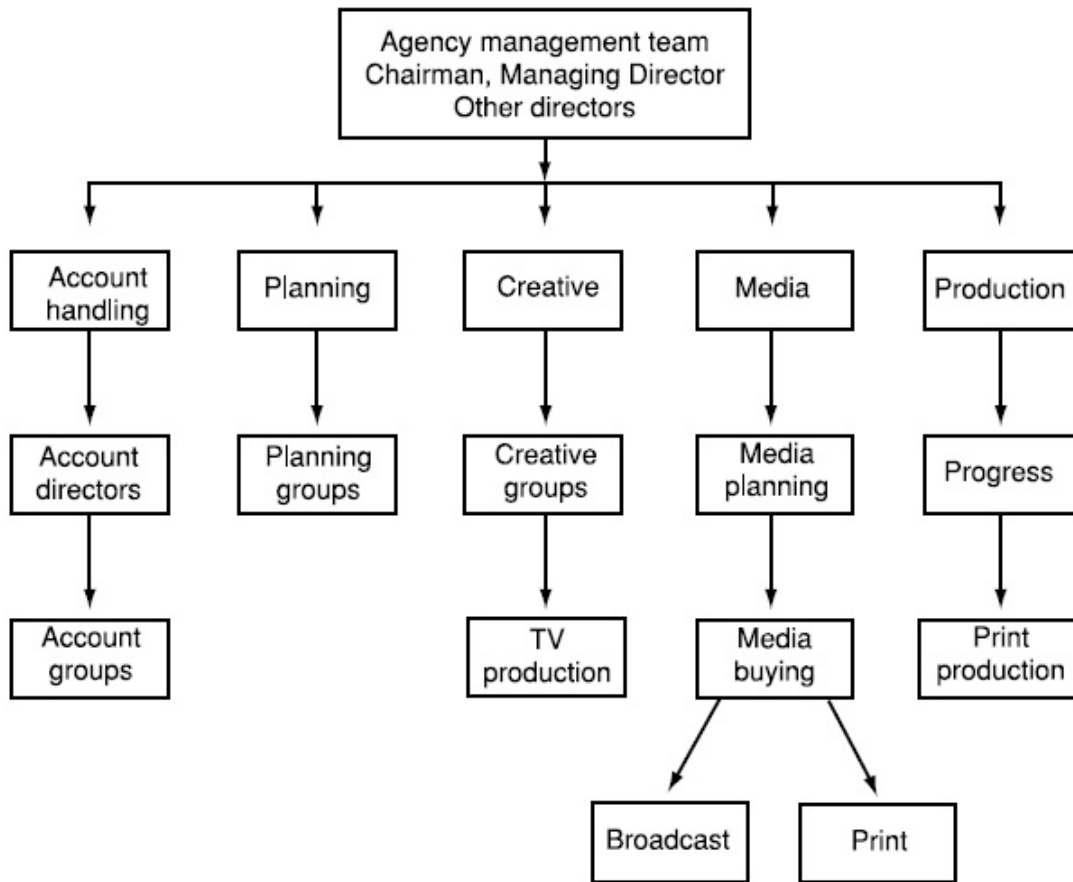 Agency management team
Chairman, Managing Director
Other directors
Account
handling
Planning
Creative
Media
Production
Account
directors
Planning
groups
Creative
groups
Media
planning
Progress
Account
groups
TV
production
Media
buying
Print
production
Broadcast
Print